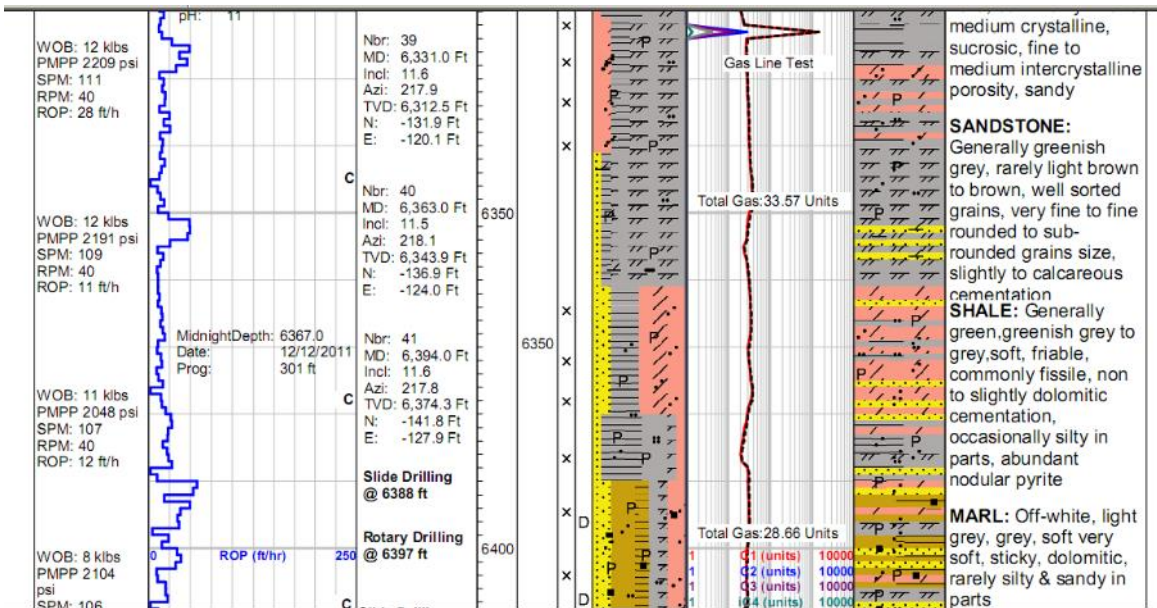 pH: 11
WOB: 12 klbs
PMPP 2209 psi
SPM: 111
RPM: 40
ROP: 28 ft/h
WOB: 12 klbs
PMPP 2191 psi
SPM: 109
RPM: 40
ROP: 11 ft/h
MidnightDepth: 6367.0
Date: 12/12/2011
Prog: 301 ft
WOB: 11 klbs
PMPP 2048 psi
SPM: 107
RPM: 40
ROP: 12 ft/h
WOB: 8 klbs
PMPP 2104
psi
SPM: 106
0 ROP (ft/hr) 250
C
C
C
Nbr: 39
MD: 6,331.0 Ft
Incl: 11.6
Azi: 217.9
TVD: 6,312.5 Ft
N: -131.9 Ft
E: -120.1 Ft
Nbr: 40
MD: 6,363.0 Ft
Incl: 11.5
Azi: 218.1
TVD: 6,343.9 Ft
N: -136.9 Ft
E: -124.0 Ft
Nbr: 41
MD: 6,394.0 Ft
Incl: 11.6
Azi: 217.8
TVD: 6,374.3 Ft
N: -141.8 Ft
E: -127.9 Ft
Slide Drilling
@ 6388 ft
Rotary Drilling
@ 6397 ft
6350
6400
6350
D
D
Gas Line Test
Total Gas:33.57 Units
Total Gas:28.66 Units
1 C1 (units) 10000
1 C2 (units) 10000
1 C3 (units) 10000
1 iC4 (units) 10000
medium crystalline,
sucrosic, fine to
medium intercrystalline
porosity, sandy
SANDSTONE:
Generally greenish
grey, rarely light brown
to brown, well sorted
grains, very fine to fine
rounded to sub-
rounded grains size,
slightly to calcareous
cementation
SHALE: Generally
green,greenish grey to
grey,soft, friable,
commonly fissile, non
to slightly dolomitic
cementation,
occasionally silty in
parts, abundant
nodular pyrite
MARL: Off-white, light
grey, grey, soft very
soft, sticky, dolomitic,
rarely silty & sandy in
parts